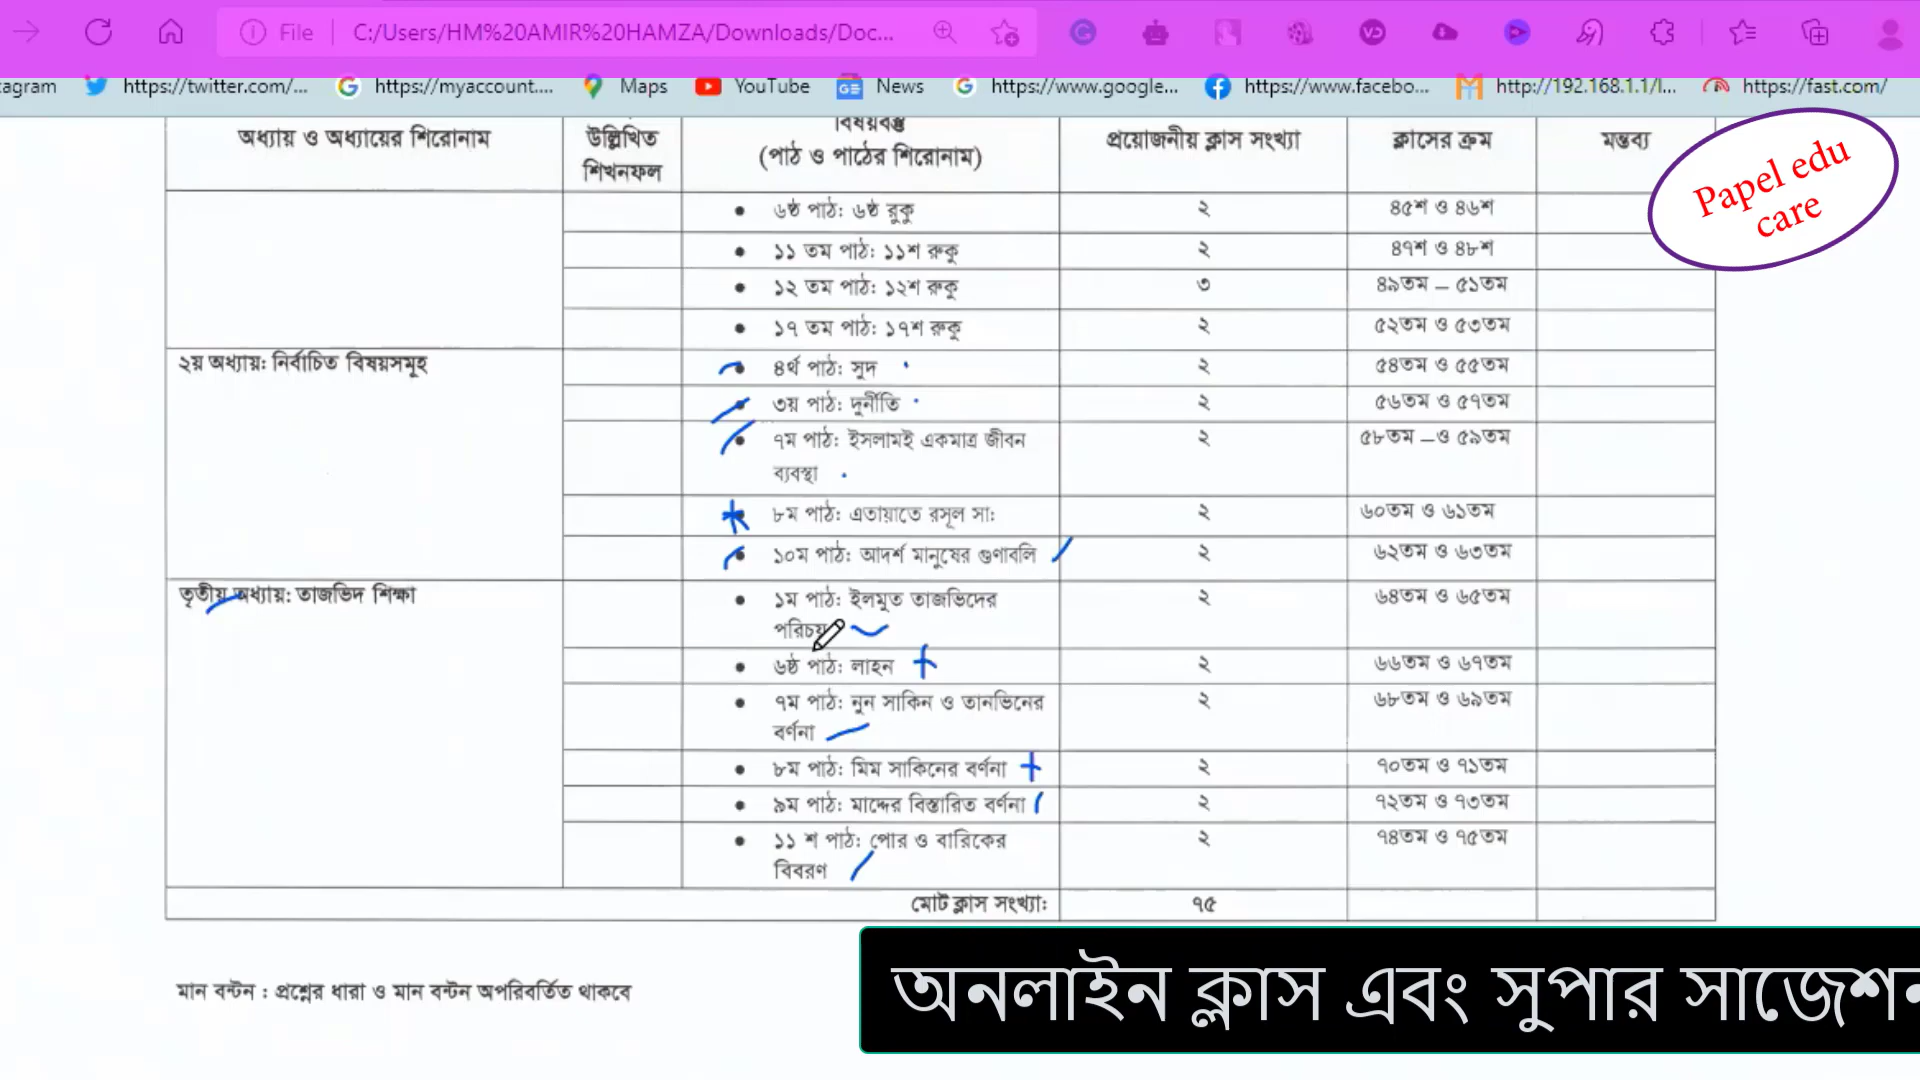 File C:/Users/HM%20AMIR%20HAMZA/Downloads/Doc...
tagram https://twitter.com/... https://myaccount.... Maps YouTube News https://www.google... https://www.facebo... http://192.168.1.1/l... https://fast.com/
অধ্যায় ও অধ্যায়ের শিরোনাম উল্লিখিত শিখনফল বিষয়বস্তু (পাঠ ও পাঠের শিরোনাম) প্রয়োজনীয় ক্লাস সংখ্যা ক্লাসের ক্রম মন্তব্য
Papel edu
care
৬ষ্ঠ পাঠ: ৬ষ্ঠ রুকু ২ ৪৫শ ও ৪৬শ
১১ তম পাঠ: ১১শ রুকু ২ ৪৭শ ও ৪৮শ
১২ তম পাঠ: ১২শ রুকু ৩ ৪৯তম – ৫১তম
১৭ তম পাঠ: ১৭শ রুকু ২ ৫২তম ও ৫৩তম
২য় অধ্যায়: নির্বাচিত বিষয়সমূহ ৪র্থ পাঠ: সুদ ২ ৫৪তম ও ৫৫তম
৩য় পাঠ: দুর্নীতি ২ ৫৬তম ও ৫৭তম
৭ম পাঠ: ইসলামই একমাত্র জীবন ২ ৫৮তম –ও ৫৯তম
ব্যবস্থা
৮ম পাঠ: এতায়াতে রসূল সা: ২ ৬০তম ও ৬১তম
১০ম পাঠ: আদর্শ মানুষের গুণাবলি ২ ৬২তম ও ৬৩তম
তৃতীয় অধ্যায়: তাজভিদ শিক্ষা ১ম পাঠ: ইলমুত তাজভিদের ২ ৬৪তম ও ৬৫তম
পরিচয়
৬ষ্ঠ পাঠ: লাহন ২ ৬৬তম ও ৬৭তম
৭ম পাঠ: নুন সাকিন ও তানভিনের ২ ৬৮তম ও ৬৯তম
বর্ণনা
৮ম পাঠ: মিম সাকিনের বর্ণনা ২ ৭০তম ও ৭১তম
৯ম পাঠ: মাদ্দের বিস্তারিত বর্ণনা ২ ৭২তম ও ৭৩তম
১১ শ পাঠ: পোর ও বারিকের ২ ৭৪তম ও ৭৫তম
বিবরণ
মোট ক্লাস সংখ্যা: ৭৫
মান বন্টন : প্রশ্নের ধারা ও মান বন্টন অপরিবর্তিত থাকবে
অনলাইন ক্লাস এবং সুপার সাজেশন